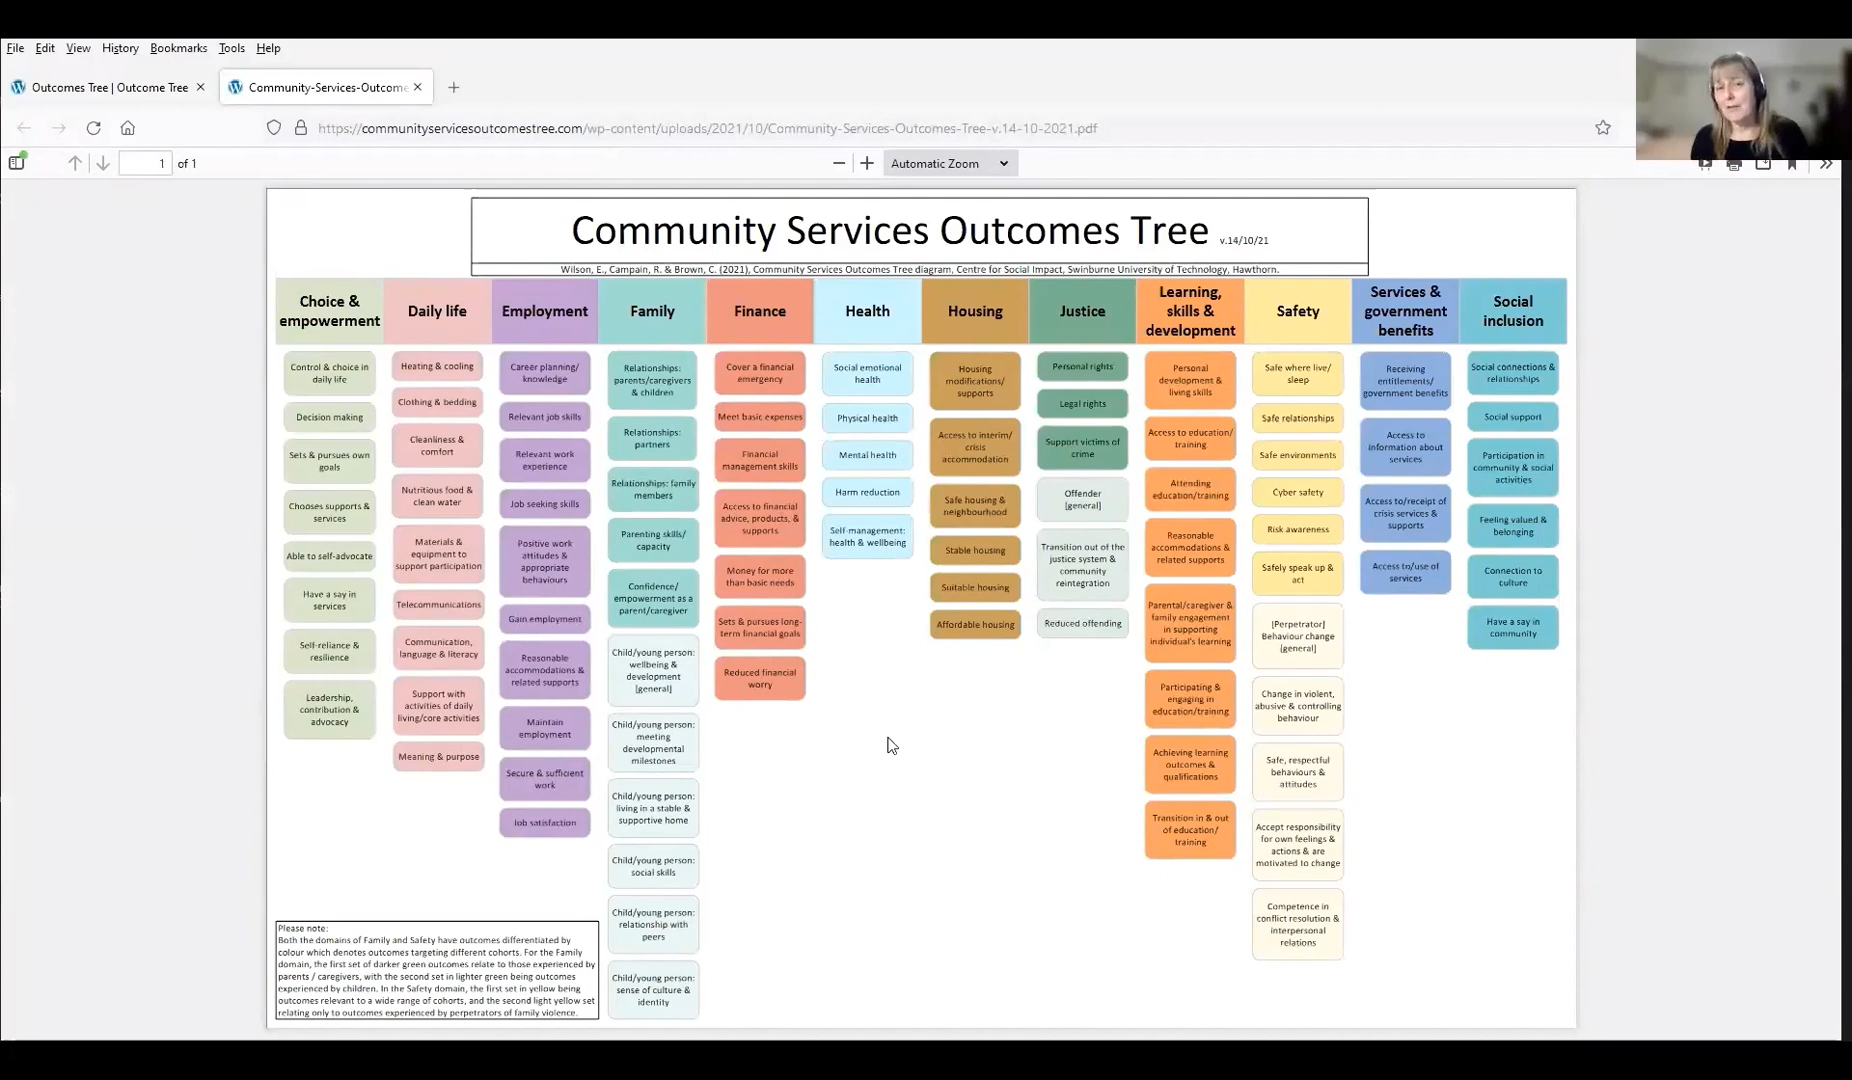 File Edit View History Bookmarks Tools Help
Outcomes Tree | Outcome Tree
Community-Services-Outcome
https://communityservicesoutcomestree.com/wp-content/uploads/2021/10/Community-Services-Outcomes-Tree-v.14-10-2021.pdf
1 of 1
Automatic Zoom
Community Services Outcomes Tree v.14/10/21
Wilson, E., Campain, R. & Brown, C. (2021), Community Services Outcomes Tree diagram, Centre for Social Impact, Swinburne University of Technology, Hawthorn.
Choice &
empowerment
Control & choice in
daily life
Decision making
Sets & pursues own
goals
Chooses supports &
services
Able to self-advocate
Have a say in
services
Self-reliance &
resilience
Leadership,
contribution &
advocacy
Daily life
Heating & cooling
Clothing & bedding
Cleanliness &
comfort
Nutritious food &
clean water
Materials &
equipment to
support participation
Telecommunications
Communication,
language & literacy
Support with
activities of daily
living/core activities
Meaning & purpose
Employment
Career planning/
knowledge
Relevant job skills
Relevant work
experience
Job seeking skills
Positive work
attitudes &
appropriate
behaviours
Gain employment
Reasonable
accommodations &
related supports
Maintain
employment
Secure & sufficient
work
Job satisfaction
Family
Relationships:
parents/caregivers
& children
Relationships:
partners
Relationships: family
members
Parenting skills/
capacity
Confidence/
empowerment as a
parent/caregiver
Child/young person:
wellbeing &
development
[general]
Child/young person:
meeting
developmental
milestones
Child/young person:
living in a stable &
supportive home
Child/young person:
social skills
Child/young person:
relationship with
peers
Child/young person:
sense of culture &
identity
Finance
Cover a financial
emergency
Meet basic expenses
Financial
management skills
Access to financial
advice, products, &
supports
Money for more
than basic needs
Sets & pursues long-
term financial goals
Reduced financial
worry
Health
Social emotional
health
Physical health
Mental health
Harm reduction
Self-management:
health & wellbeing
Housing
Housing
modifications/
supports
Access to interim/
crisis
accommodation
Safe housing &
neighbourhood
Stable housing
Suitable housing
Affordable housing
Justice
Personal rights
Legal rights
Support victims of
crime
Offender
[general]
Transition out of the
justice system &
community
reintegration
Reduced offending
Learning,
skills &
development
Personal
development &
living skills
Access to education/
training
Attending
education/training
Reasonable
accommodations &
related supports
Parental/caregiver &
family engagement
in supporting
individual's learning
Participating &
engaging in
education/training
Achieving learning
outcomes &
qualifications
Transition in & out
of education/
training
Safety
Safe where live/
sleep
Safe relationships
Safe environments
Cyber safety
Risk awareness
Safely speak up &
act
[Perpetrator]
Behaviour change
[general]
Change in violent,
abusive & controlling
behaviour
Safe, respectful
behaviours &
attitudes
Accept responsibility
for own feelings &
actions & are
motivated to change
Competence in
conflict resolution &
interpersonal
relations
Services &
government
benefits
Receiving
entitlements/
government benefits
Access to
information about
services
Access to/receipt of
crisis services &
supports
Access to/use of
services
Social
inclusion
Social connections &
relationships
Social support
Participation in
community & social
activities
Feeling valued &
belonging
Connection to
culture
Have a say in
community
Please note:
Both the domains of Family and Safety have outcomes differentiated by
colour which denotes outcomes targeting different cohorts. For the Family
domain, the first set of darker green outcomes relate to those experienced by
parents / caregivers, with the second set in lighter green being outcomes
experienced by children. In the Safety domain, the first set in yellow being
outcomes relevant to a wide range of cohorts, and the second light yellow set
relating only to outcomes experienced by perpetrators of family violence.